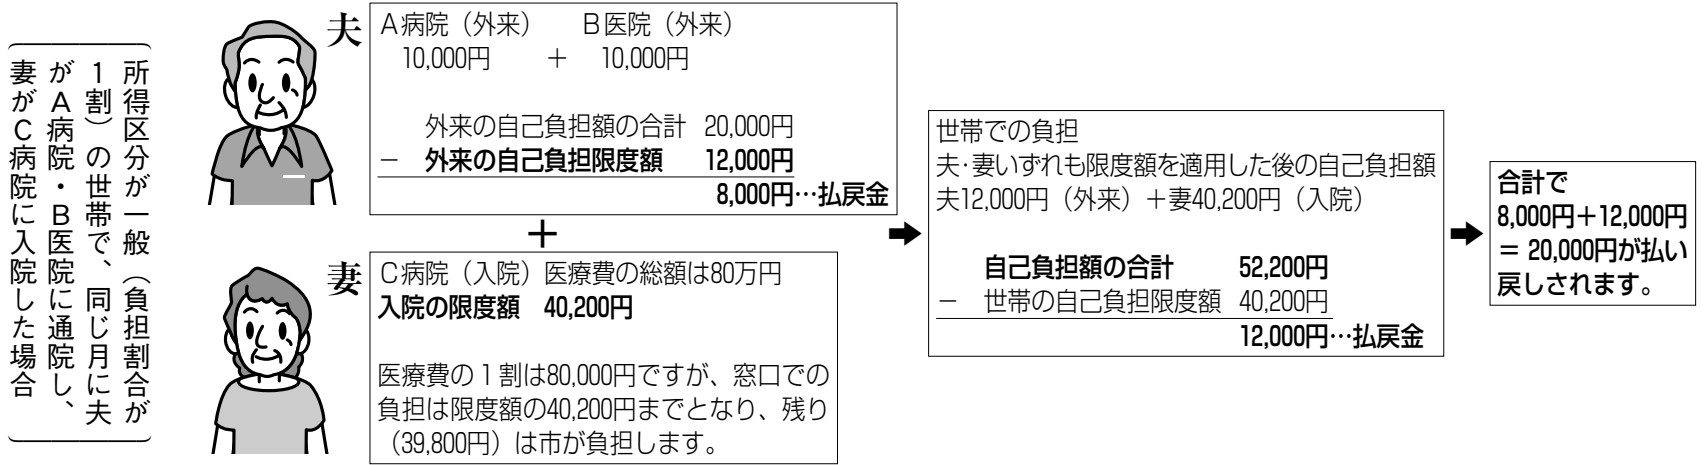 所得区分が一般（負担割合が
１割）の世帯で、同じ月に夫
がＡ病院・Ｂ医院に通院し、
妻がＣ病院に入院した場合
夫
Ａ病院（外来）　　Ｂ医院（外来）
10,000円　＋　10,000円
外来の自己負担額の合計 20,000円
－ 外来の自己負担限度額 12,000円
8,000円…払戻金
＋
妻
Ｃ病院（入院）医療費の総額は80万円
入院の限度額　40,200円
医療費の１割は80,000円ですが、窓口での
負担は限度額の40,200円までとなり、残り
（39,800円）は市が負担します。
世帯での負担
夫・妻いずれも限度額を適用した後の自己負担額
夫12,000円（外来）＋妻40,200円（入院）
自己負担額の合計　52,200円
－ 世帯の自己負担限度額 40,200円
12,000円…払戻金
合計で
8,000円＋12,000円
＝ 20,000円が払い
戻しされます。